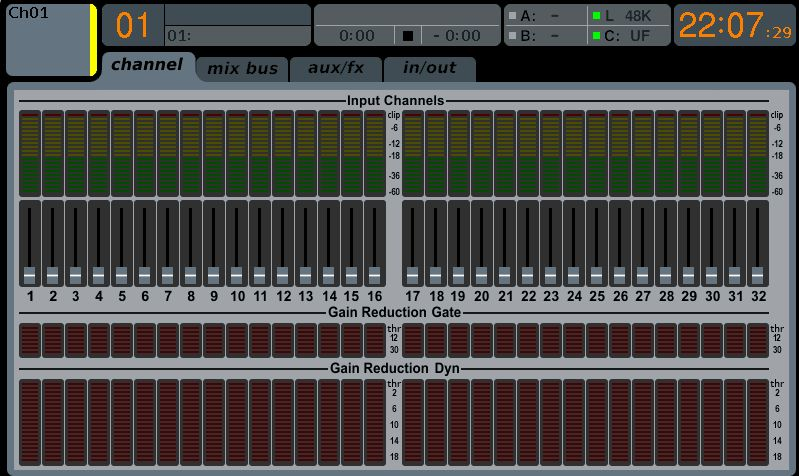 Ch01
01
01:
0:00 - 0:00
A: - L 48K
B: - C: UF
22:07:29
channel mix bus aux/fx in/out
Input Channels
clip clip
-6 -6
-12 -12
-18 -18
-36 -36
-60 -60
1 2 3 4 5 6 7 8 9 10 11 12 13 14 15 16 17 18 19 20 21 22 23 24 25 26 27 28 29 30 31 32
Gain Reduction Gate
thr thr
12 12
30 30
Gain Reduction Dyn
thr thr
2 2
6 6
10 10
14 14
18 18